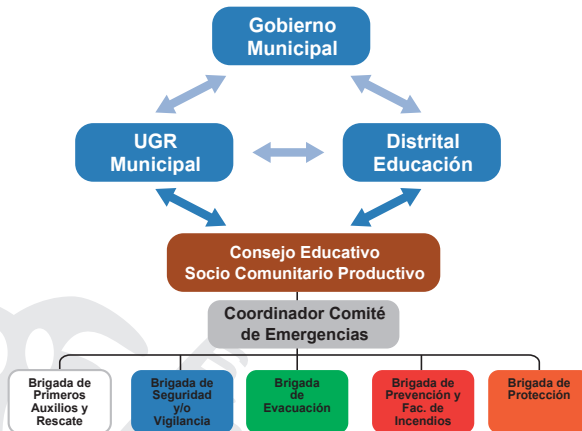 Gobierno
Municipal
UGR
Municipal
Distrital
Educación
Consejo Educativo
Socio Comunitario Productivo
Coordinador Comité
de Emergencias
Brigada de
Primeros
Auxilios y
Rescate
Brigada de
Seguridad
y/o
Vigilancia
Brigada
de
Evacuación
Brigada de
Prevención y
Fac. de
Incendios
Brigada de
Protección